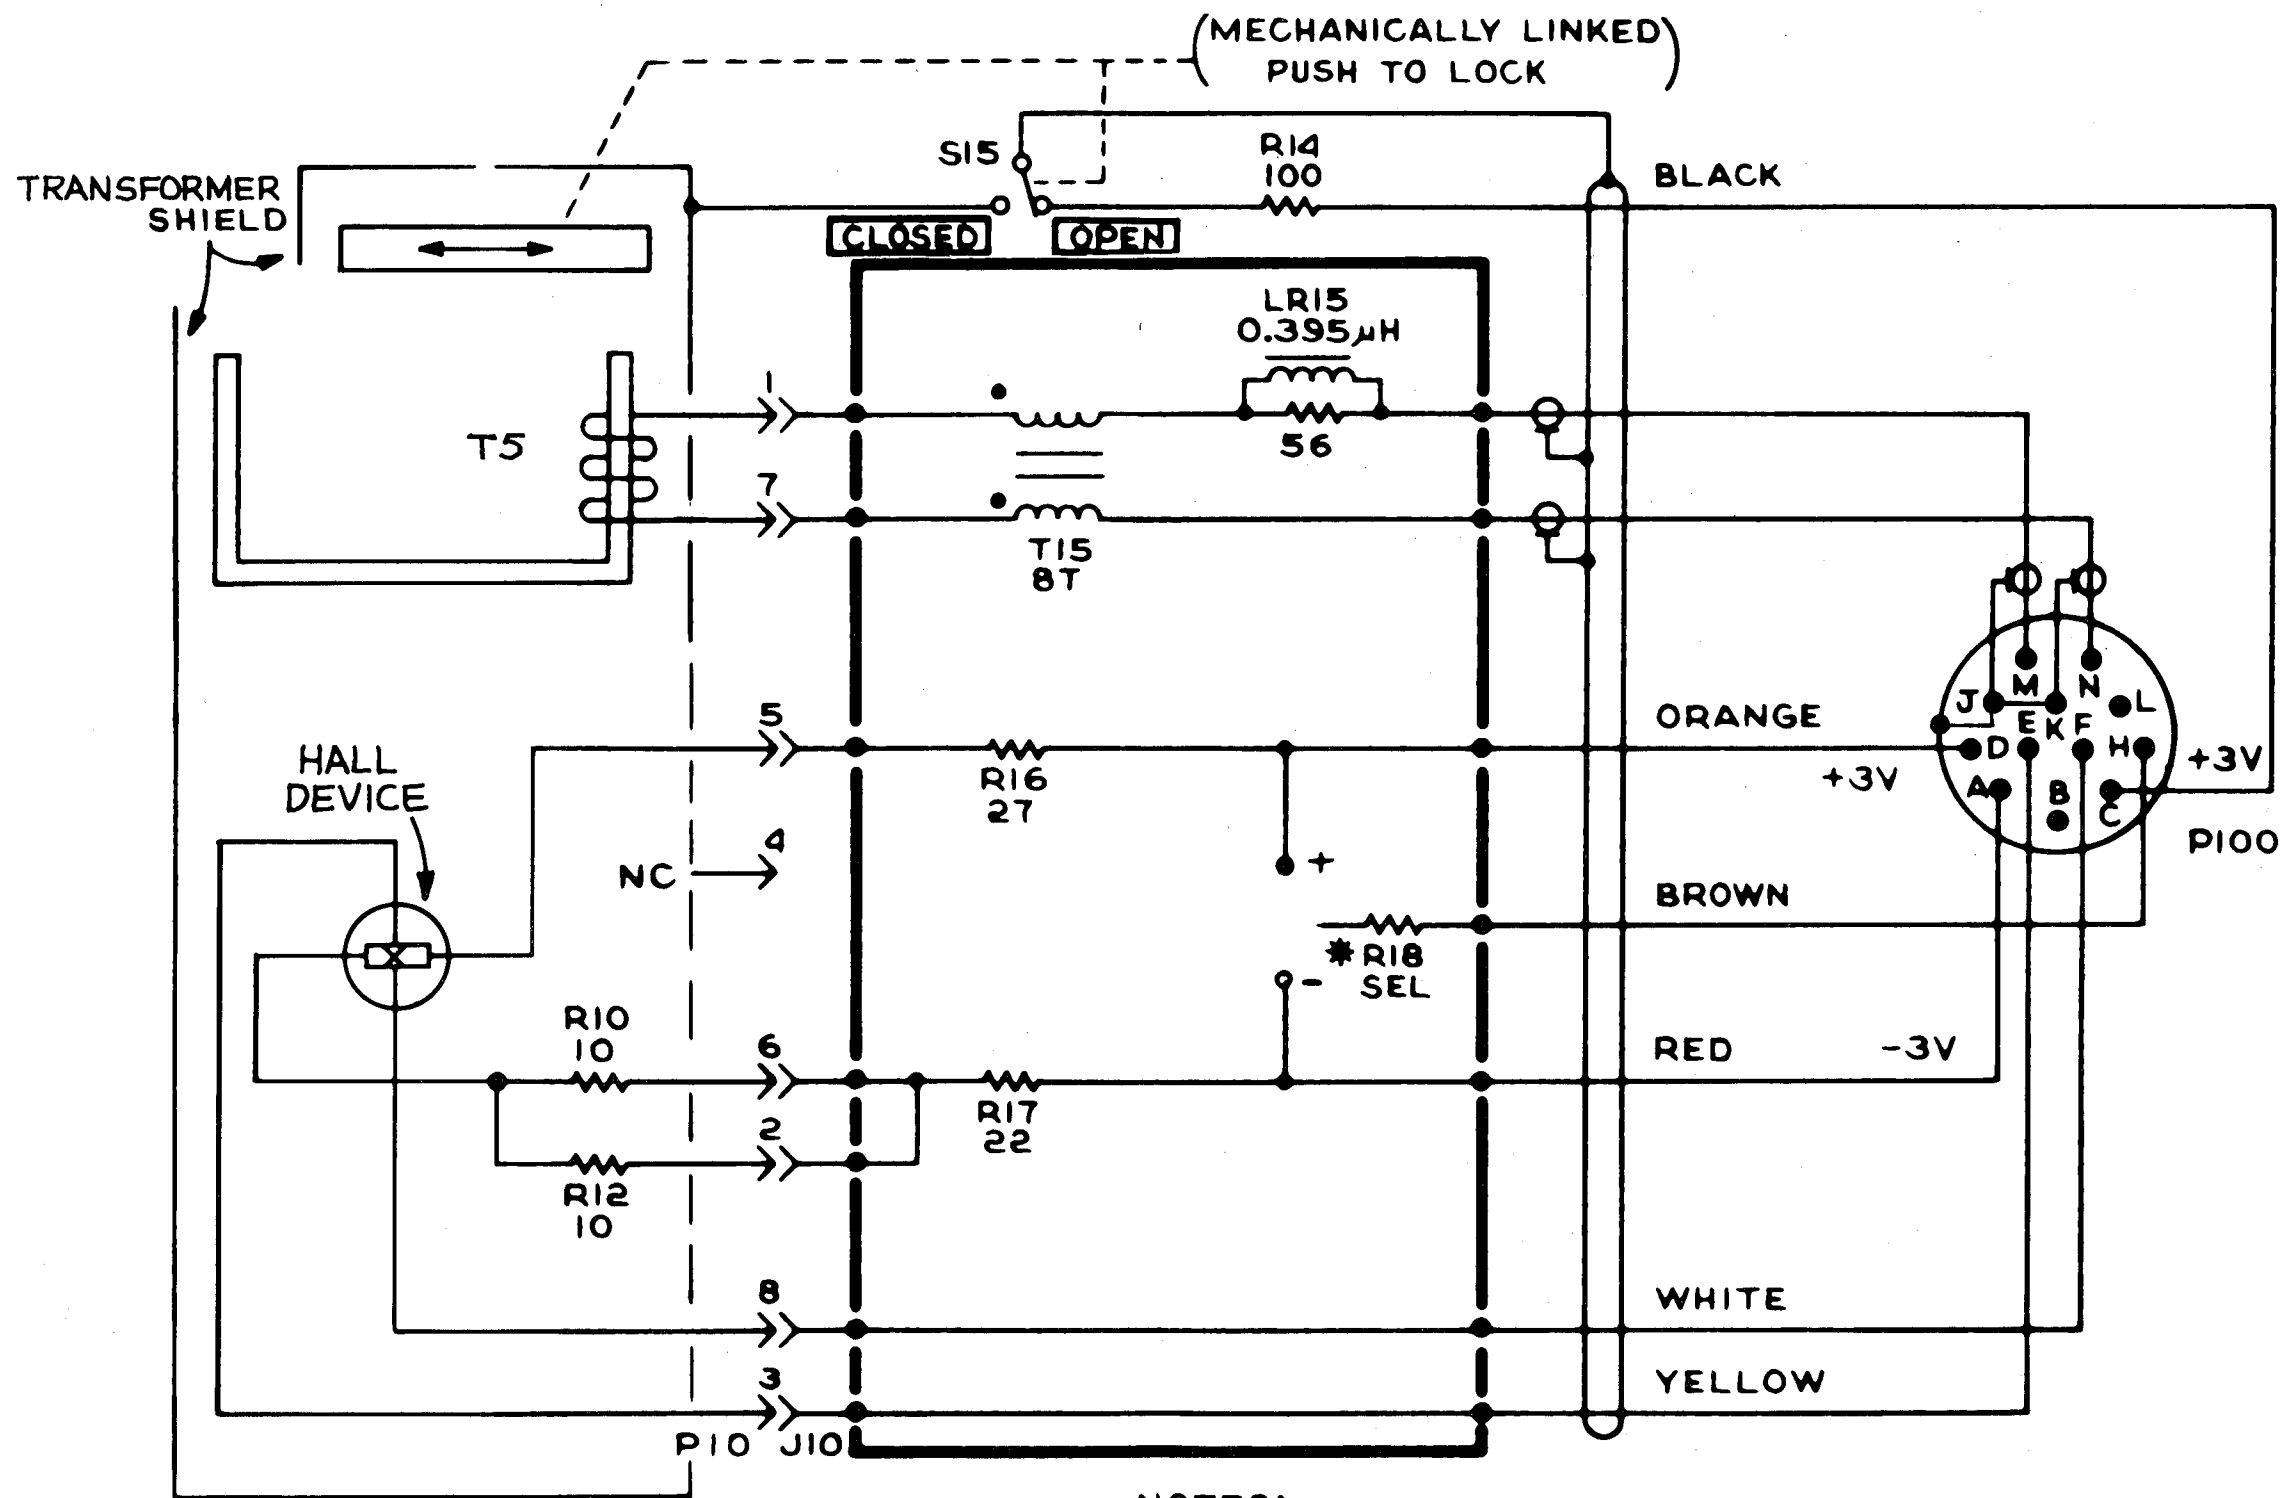 (MECHANICALLY LINKED)
PUSH TO LOCK
S15
R14
100
BLACK
TRANSFORMER
SHIELD
CLOSED
OPEN
LR15
0.395µH
1
56
T5
7
T15
8T
M
N
J
L
E
K
F
5
ORANGE
D
H
+3V
R16
27
+3V
A
B
C
HALL
DEVICE
P100
4
NC
+
BROWN
* R18
SEL
-
R10
10
6
RED
-3V
R17
22
2
R12
10
8
WHITE
3
YELLOW
P10
J10